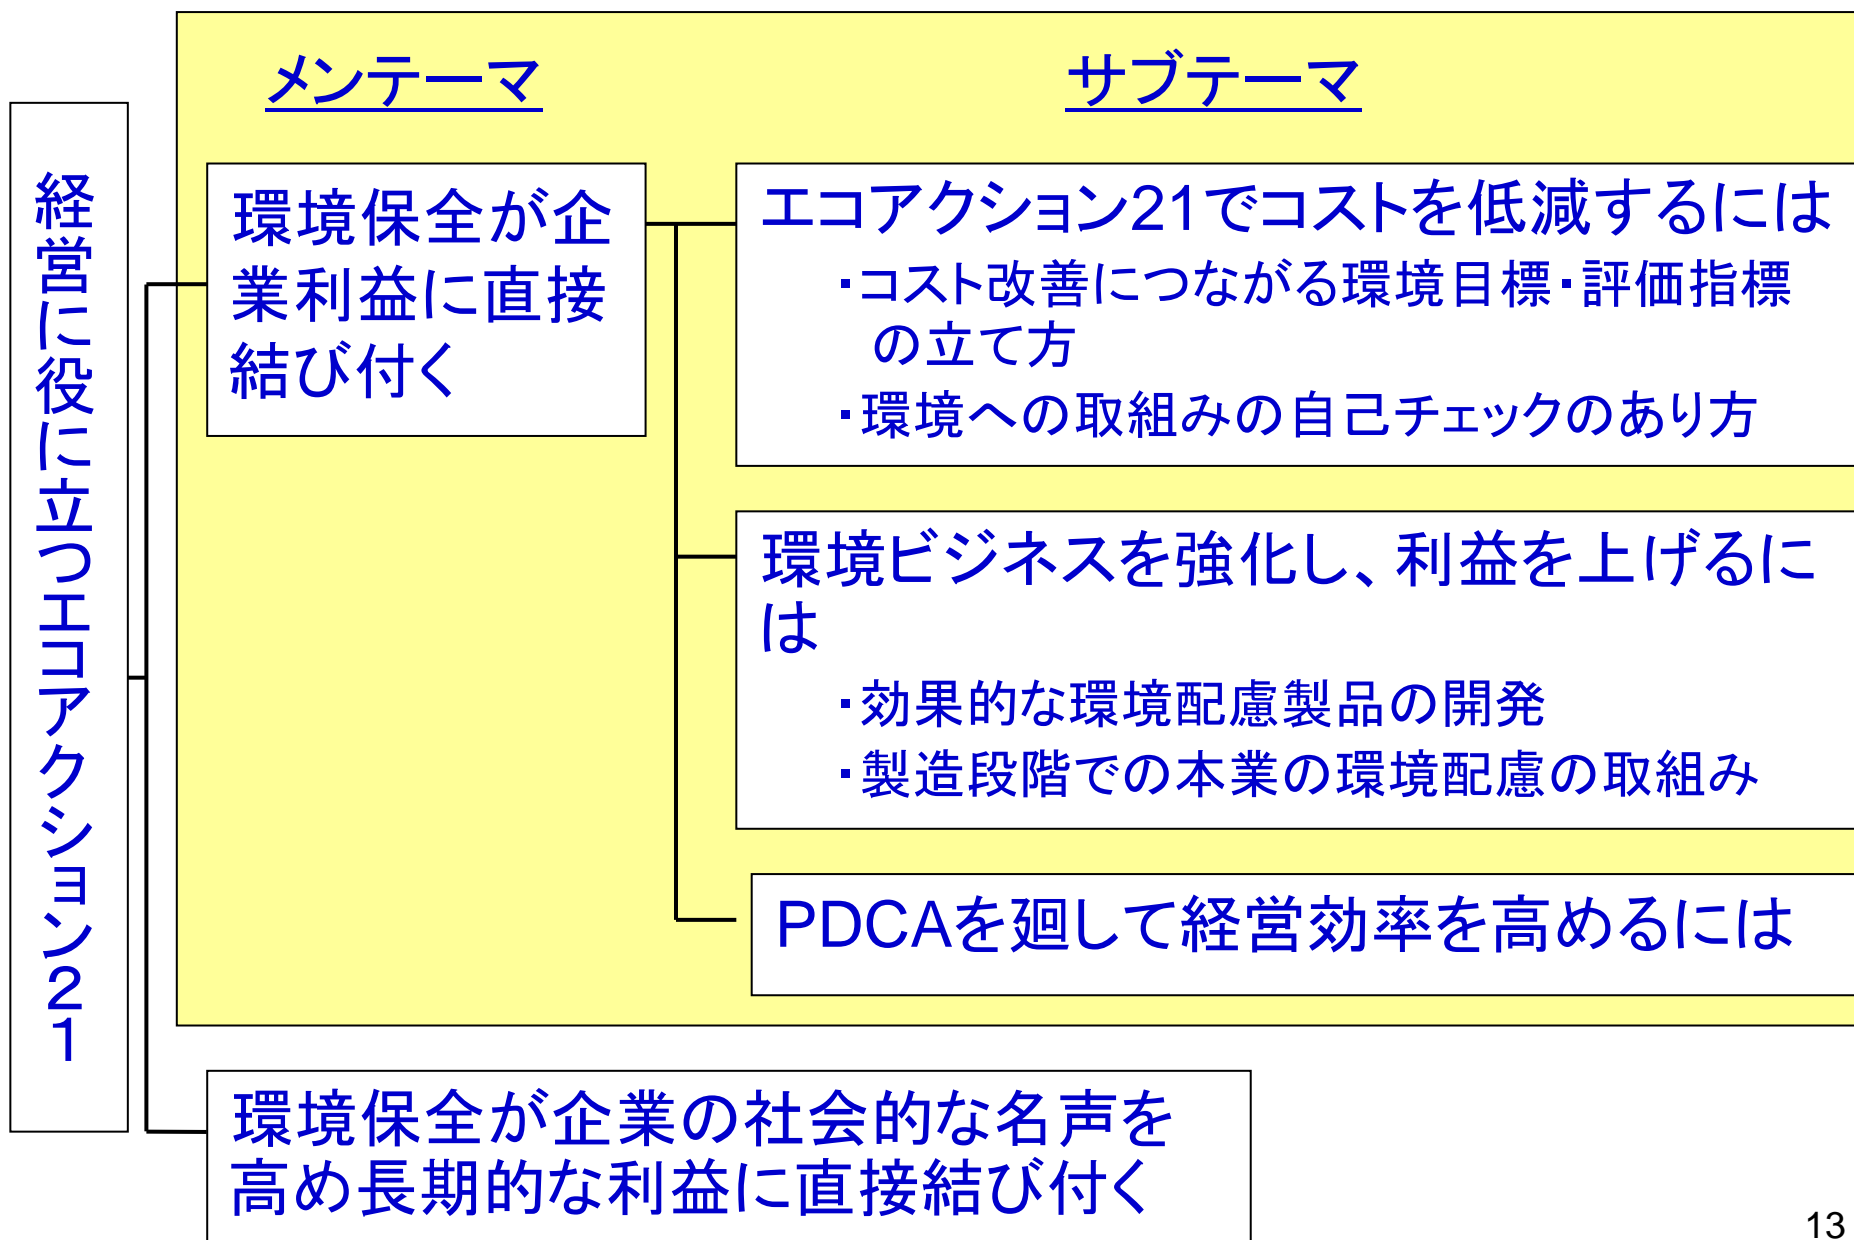 メンテーマ
サブテーマ
経営に役に立つエコアクション２１
環境保全が企
業利益に直接
結び付く
エコアクション21でコストを低減するには
・コスト改善につながる環境目標・評価指標
の立て方
・環境への取組みの自己チェックのあり方
環境ビジネスを強化し、利益を上げるに
は
・効果的な環境配慮製品の開発
・製造段階での本業の環境配慮の取組み
PDCAを廻して経営効率を高めるには
環境保全が企業の社会的な名声を
高め長期的な利益に直接結び付く
13